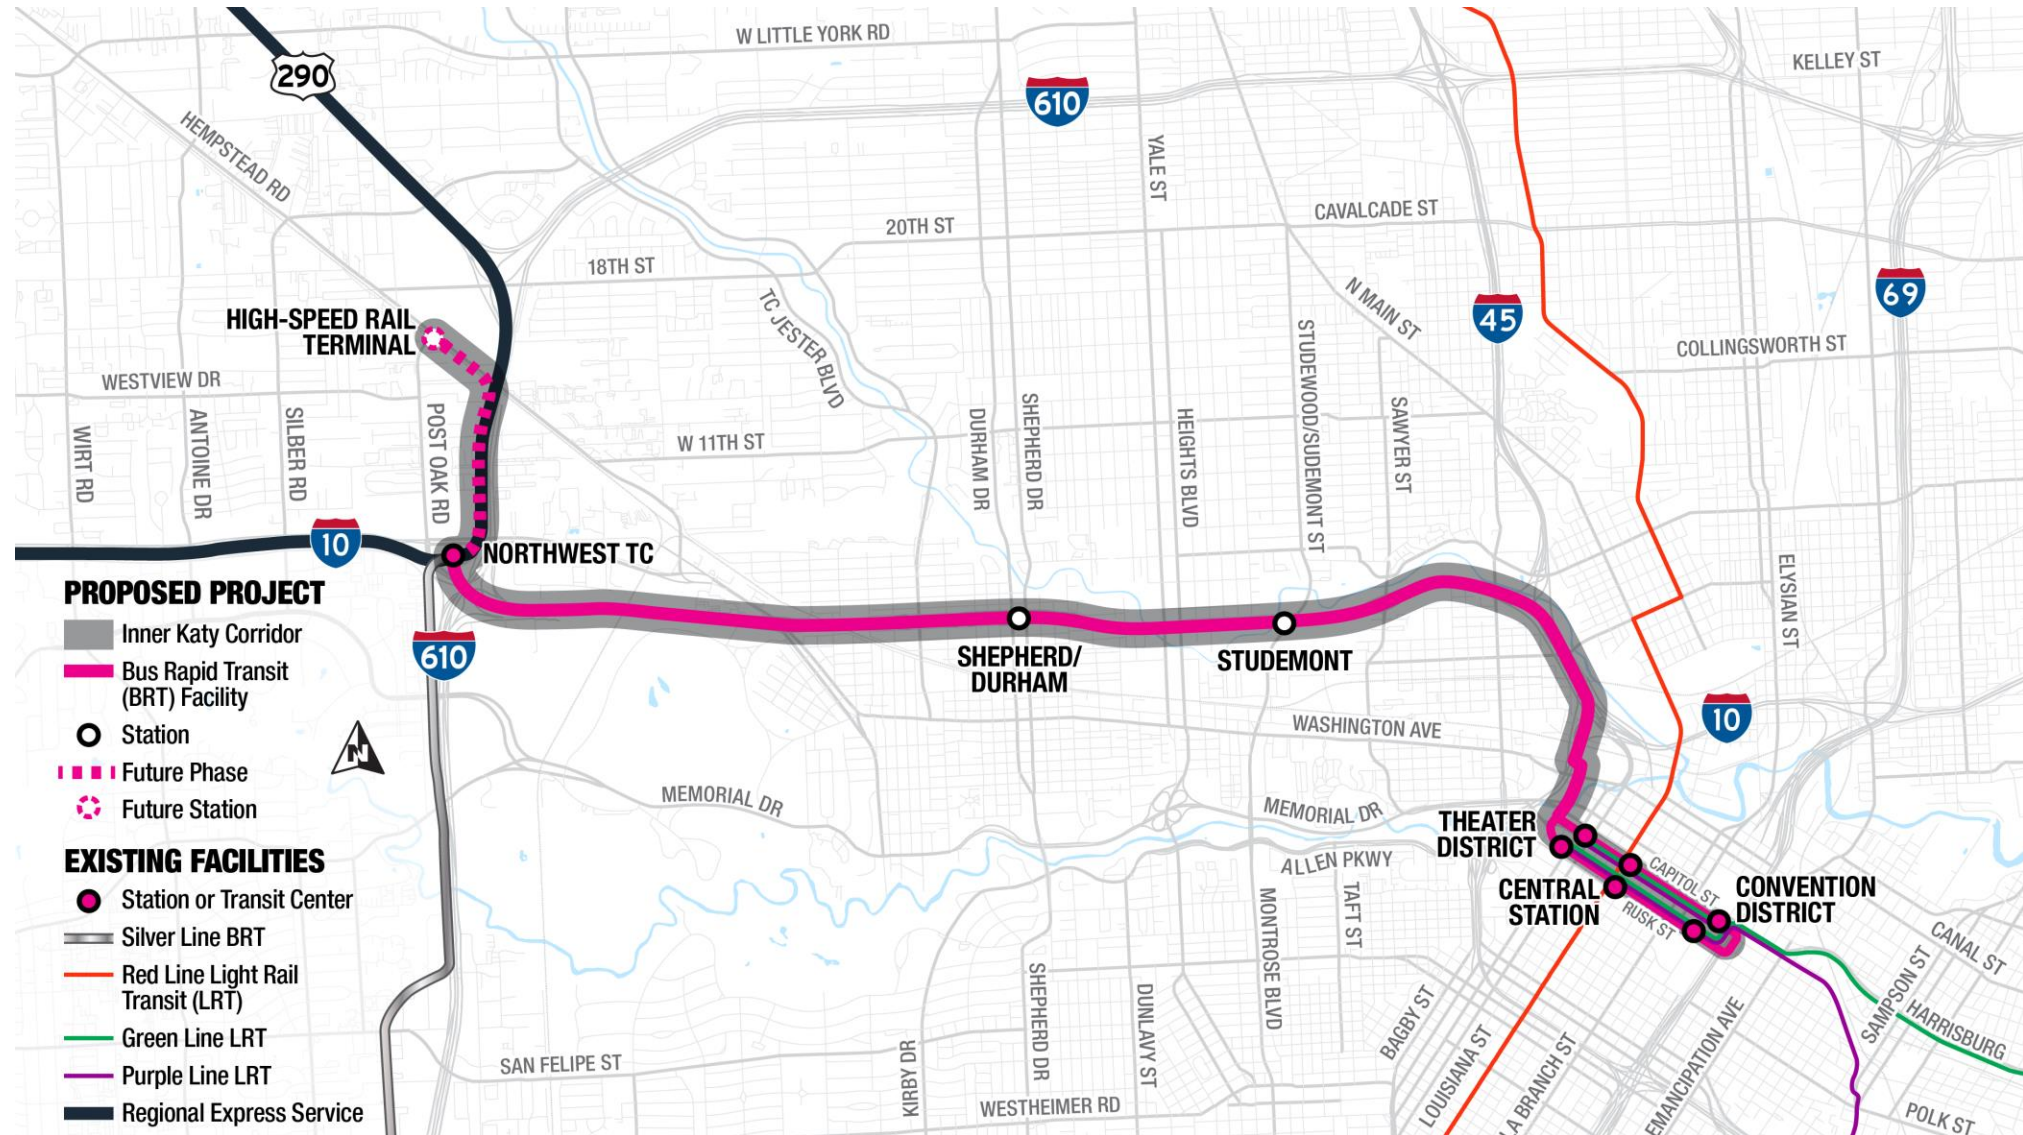 W LITTLE YORK RD
KELLEY ST
290
610
HEMPSTEAD RD
YALE ST
CAVALCADE ST
20TH ST
18TH ST
69
45
N MAIN ST
TC JESTER BLVD
HIGH-SPEED RAIL
TERMINAL
COLLINGSWORTH ST
WESTVIEW DR
STUDEWOOD/SUDEMONT ST
WIRT RD
ANTOINE DR
SILBER RD
POST OAK RD
W 11TH ST
DURHAM DR
SHEPHERD DR
HEIGHTS BLVD
SAWYER ST
10
NORTHWEST TC
ELYSIAN ST
610
SHEPHERD/
DURHAM
STUDEMONT
WASHINGTON AVE
10
N
MEMORIAL DR
MEMORIAL DR
ALLEN PKWY
THEATER
DISTRICT
CENTRAL
STATION
CAPITOL ST
RUSK ST
CONVENTION
DISTRICT
TAFT ST
MONTROSE BLVD
CANAL ST
SAMPSON ST
HARRISBURG
SHEPHERD DR
DUNLAVY ST
BAGBY ST
LOUISIANA ST
LA BRANCH ST
EMANCIPATION AVE
SAN FELIPE ST
KIRBY DR
WESTHEIMER RD
POLK ST
PROPOSED PROJECT
Inner Katy Corridor
Bus Rapid Transit
(BRT) Facility
Station
Future Phase
Future Station
EXISTING FACILITIES
Station or Transit Center
Silver Line BRT
Red Line Light Rail
Transit (LRT)
Green Line LRT
Purple Line LRT
Regional Express Service